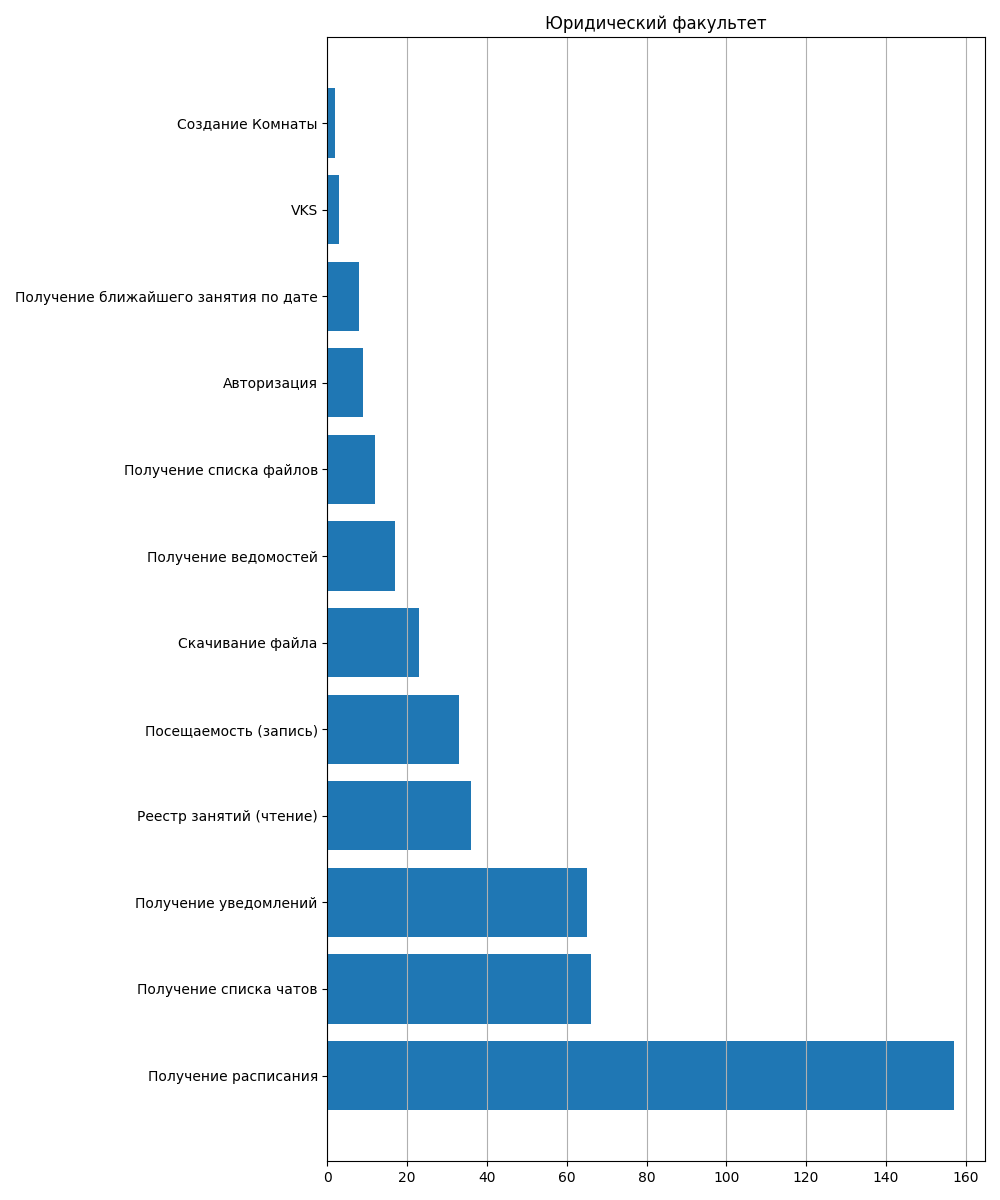 Юридический факультет
Создание Комнаты
VKS
Получение ближайшего занятия по дате
Авторизация
Получение списка файлов
Получение ведомостей
Скачивание файла
Посещаемость (запись)
Реестр занятий (чтение)
Получение уведомлений
Получение списка чатов
Получение расписания
0 20 40 60 80 100 120 140 160